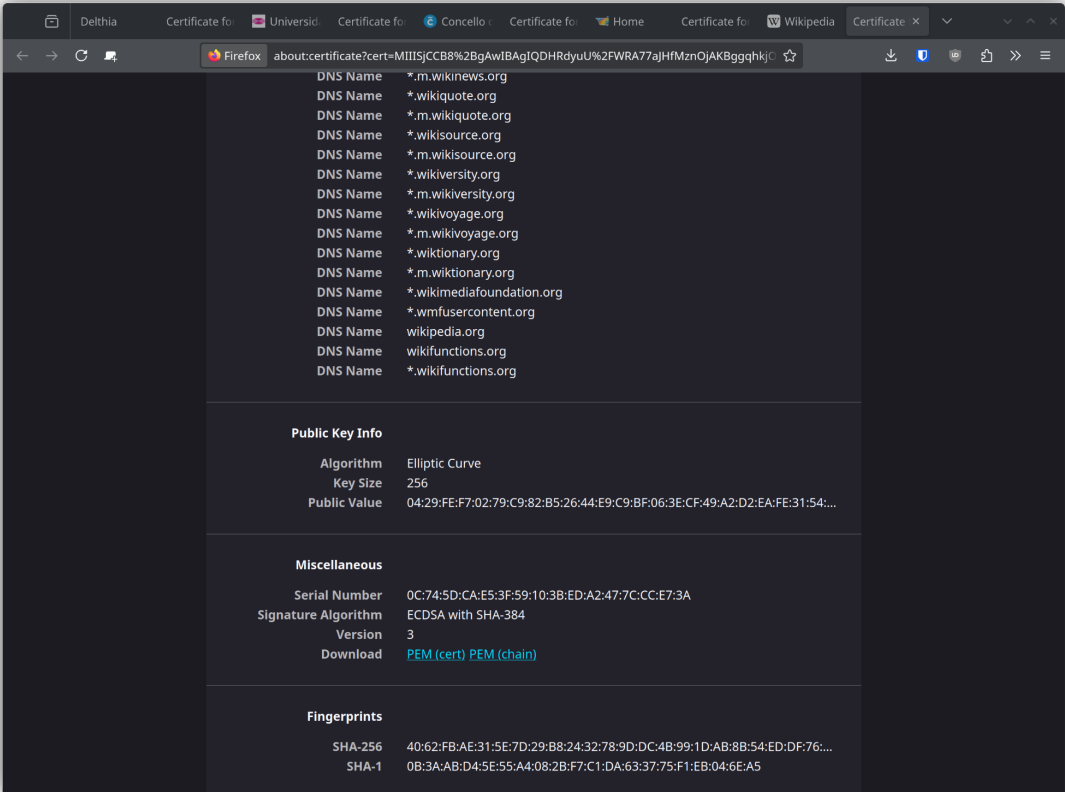 Delthia Certificate fo Universid Certificate fo Concello Certificate fo Home Certificate fo Wikipedia Certificate
Firefox about:certificate?cert=MIIISjCCB8%2BgAwIBAgIQDHRdyuU%2FWRA77aJHfMznOjAKBggqhkjO
DNS Name *.m.wikinews.org
DNS Name *.wikiquote.org
DNS Name *.m.wikiquote.org
DNS Name *.wikisource.org
DNS Name *.m.wikisource.org
DNS Name *.wikiversity.org
DNS Name *.m.wikiversity.org
DNS Name *.wikivoyage.org
DNS Name *.m.wikivoyage.org
DNS Name *.wiktionary.org
DNS Name *.m.wiktionary.org
DNS Name *.wikimediafoundation.org
DNS Name *.wmfusercontent.org
DNS Name wikipedia.org
DNS Name wikifunctions.org
DNS Name *.wikifunctions.org
Public Key Info
Algorithm Elliptic Curve
Key Size 256
Public Value 04:29:FE:F7:02:79:C9:82:B5:26:44:E9:C9:BF:06:3E:CF:49:A2:D2:EA:FE:31:54:...
Miscellaneous
Serial Number 0C:74:5D:CA:E5:3F:59:10:3B:ED:A2:47:7C:CC:E7:3A
Signature Algorithm ECDSA with SHA-384
Version 3
Download PEM (cert) PEM (chain)
Fingerprints
SHA-256 40:62:FB:AE:31:5E:7D:29:B8:24:32:78:9D:DC:4B:99:1D:AB:8B:54:ED:DF:76:...
SHA-1 0B:3A:AB:D4:5E:55:A4:08:2B:F7:C1:DA:63:37:75:F1:EB:04:6E:A5